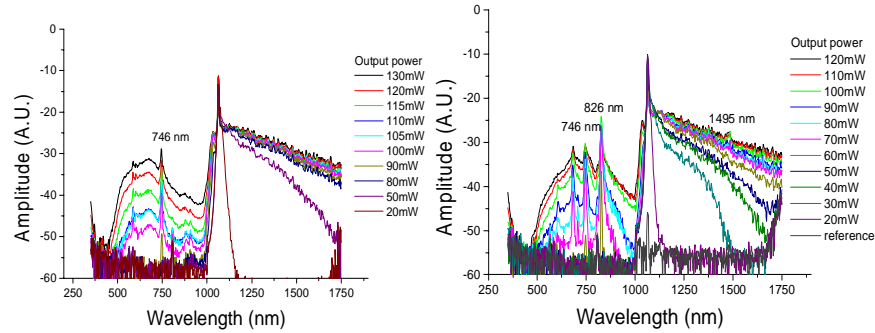 0
-10
-20
-30
-40
-50
-60
250 500 750 1000 1250 1500 1750
Amplitude (A.U.)
Wavelength (nm)
746 nm
Output power
130mW
120mW
115mW
110mW
105mW
100mW
90mW
80mW
50mW
20mW
0
-10
-20
-30
-40
-50
-60
250 500 750 1000 1250 1500 1750
Amplitude (A.U.)
Wavelength (nm)
826 nm
746 nm
1495 nm
Output power
120mW
110mW
100mW
90mW
80mW
70mW
60mW
50mW
40mW
30mW
20mW
reference